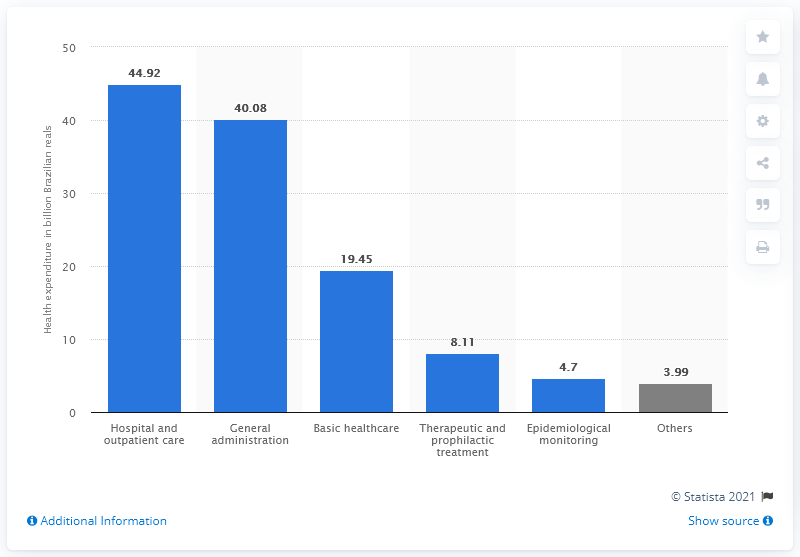 Health expenditure in billion Brazilian reals
50
40
30
20
10
0
44.92
40.08
19.45
8.11
4.7
3.99
Hospital and
outpatient care
General
administration
Basic healthcare
Therapeutic and
prophilactic
treatment
Epidemiological
monitoring
Others
© Statista 2021
Additional Information
Show source